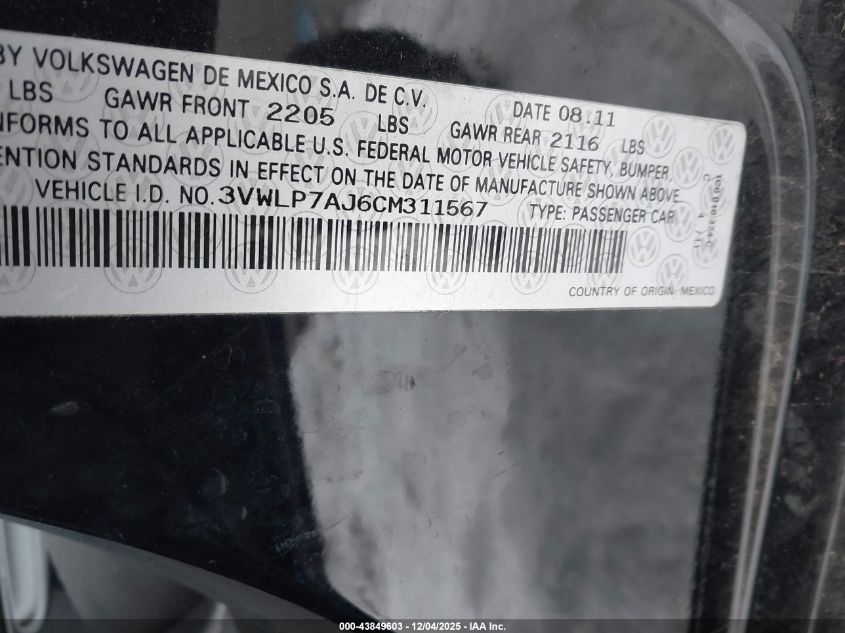 BY VOLKSWAGEN DE MEXICO S.A. DE C.V.
DATE 08.11
LBS GAWR FRONT 2205 LBS GAWR REAR 2116 LBS
NFORMS TO ALL APPLICABLE U.S. FEDERAL MOTOR VEHICLE SAFETY, BUMPER
ENTION STANDARDS IN EFFECT ON THE DATE OF MANUFACTURE SHOWN ABOVE
VEHICLE I.D. NO. 3VWLP7AJ6CM311567 TYPE: PASSENGER CAR
COUNTRY OF ORIGIN: MEXICO
000-43849603 - 12/04/2025 - IAA Inc.